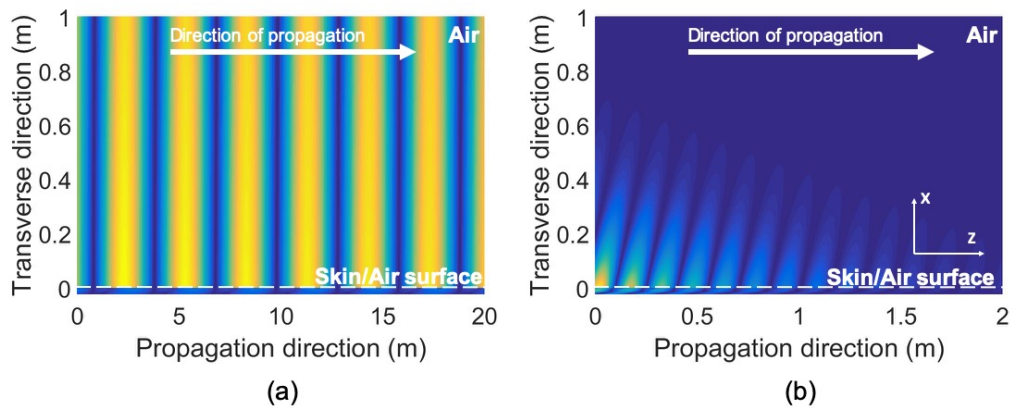 Transverse direction (m)
1
0.8
0.6
0.4
0.2
0
Direction of propagation
Air
Skin/Air surface
0
5
10
15
20
Propagation direction (m)
(a)
Transverse direction (m)
1
0.8
0.6
0.4
0.2
0
Direction of propagation
Air
x
z
Skin/Air surface
0
0.5
1
1.5
2
Propagation direction (m)
(b)